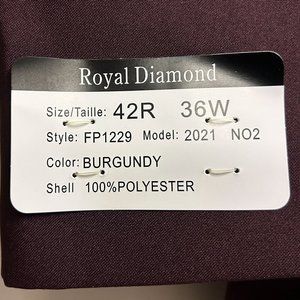 Royal Diamond
Size/Taille: 42R 36W
Style: FP1229 Model: 2021 NO2
Color: BURGUNDY
Shell 100%POLYESTER